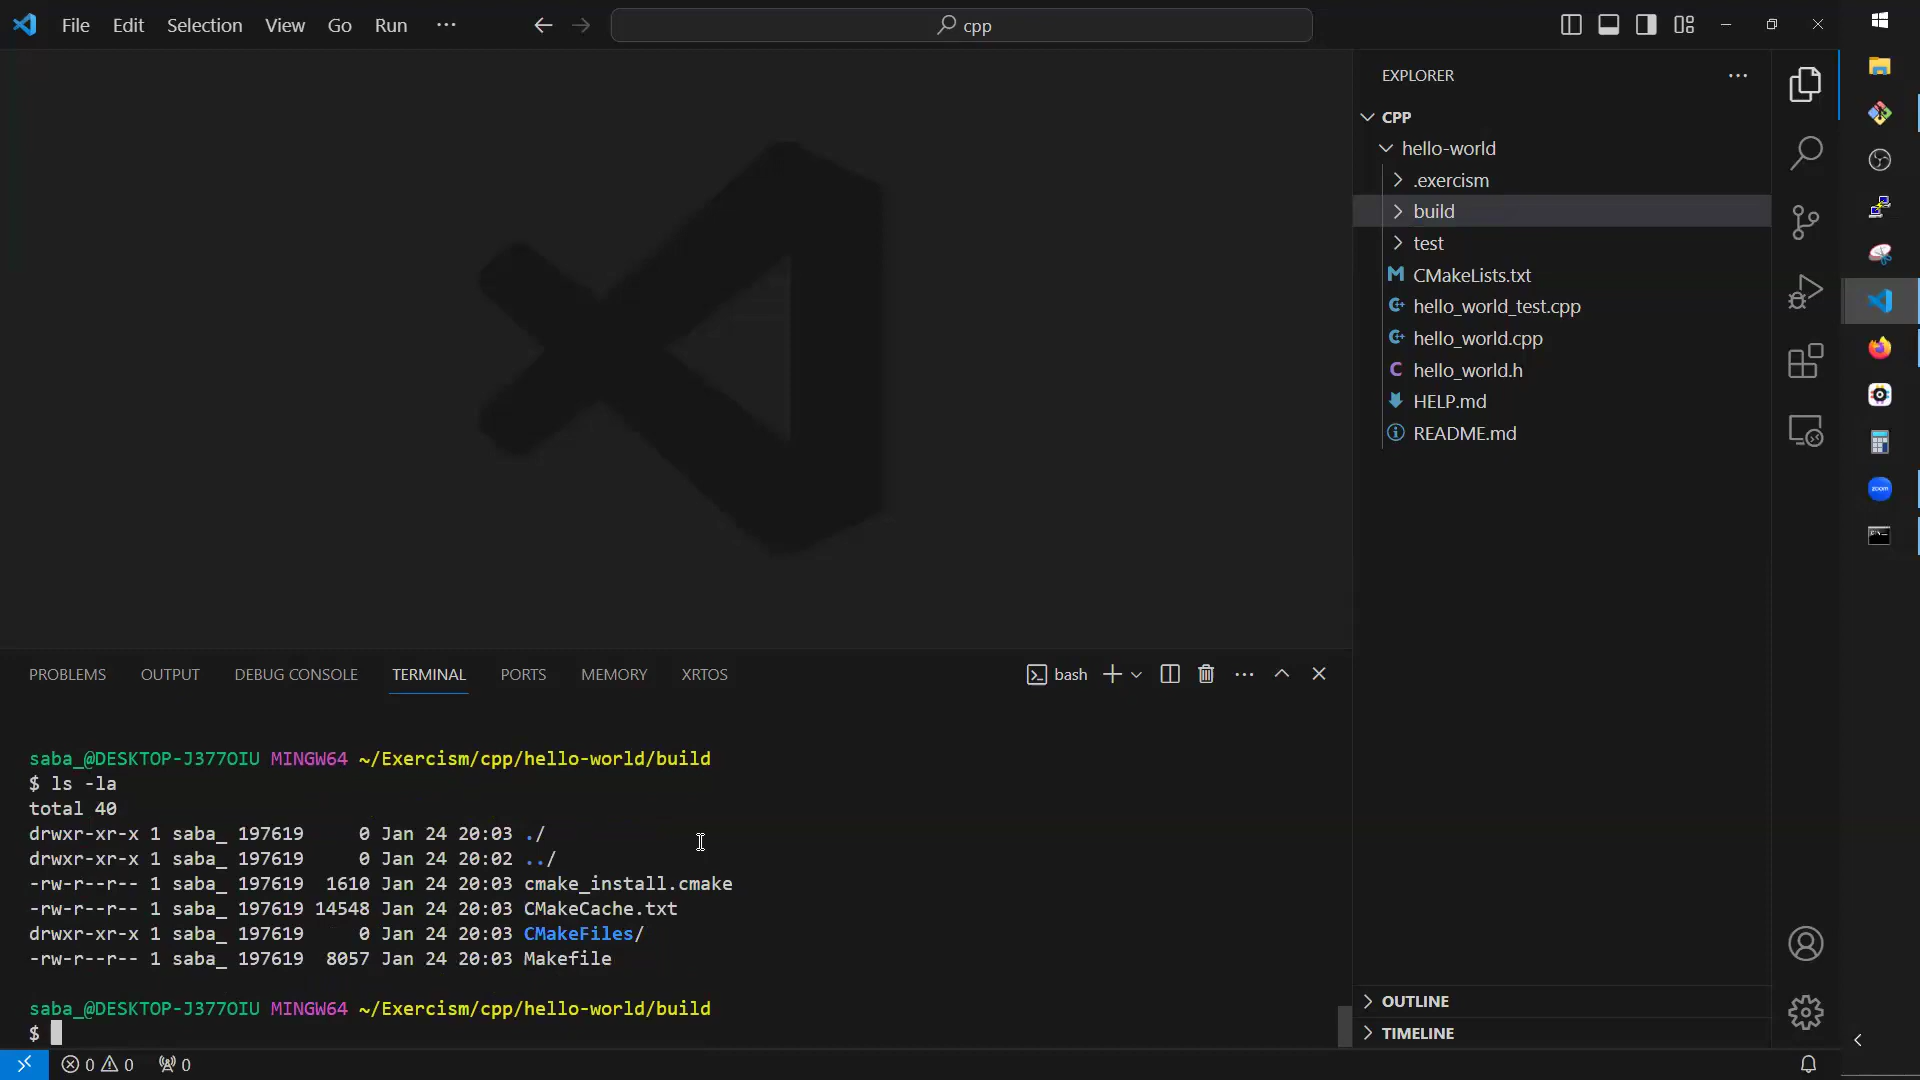 File Edit Selection View Go Run ···
cpp
EXPLORER
CPP
hello-world
.exercism
build
test
CMakeLists.txt
hello_world_test.cpp
hello_world.cpp
hello_world.h
HELP.md
README.md
zoom
PROBLEMS OUTPUT DEBUG CONSOLE TERMINAL PORTS MEMORY XRTOS
bash
saba_@DESKTOP-J377OIU MINGW64 ~/Exercism/cpp/hello-world/build
$ ls -la
total 40
drwxr-xr-x 1 saba_ 197619     0 Jan 24 20:03 ./
drwxr-xr-x 1 saba_ 197619     0 Jan 24 20:02 ../
-rw-r--r-- 1 saba_ 197619  1610 Jan 24 20:03 cmake_install.cmake
-rw-r--r-- 1 saba_ 197619 14548 Jan 24 20:03 CMakeCache.txt
drwxr-xr-x 1 saba_ 197619     0 Jan 24 20:03 CMakeFiles/
-rw-r--r-- 1 saba_ 197619  8057 Jan 24 20:03 Makefile
saba_@DESKTOP-J377OIU MINGW64 ~/Exercism/cpp/hello-world/build
$
OUTLINE
TIMELINE
0 0 0